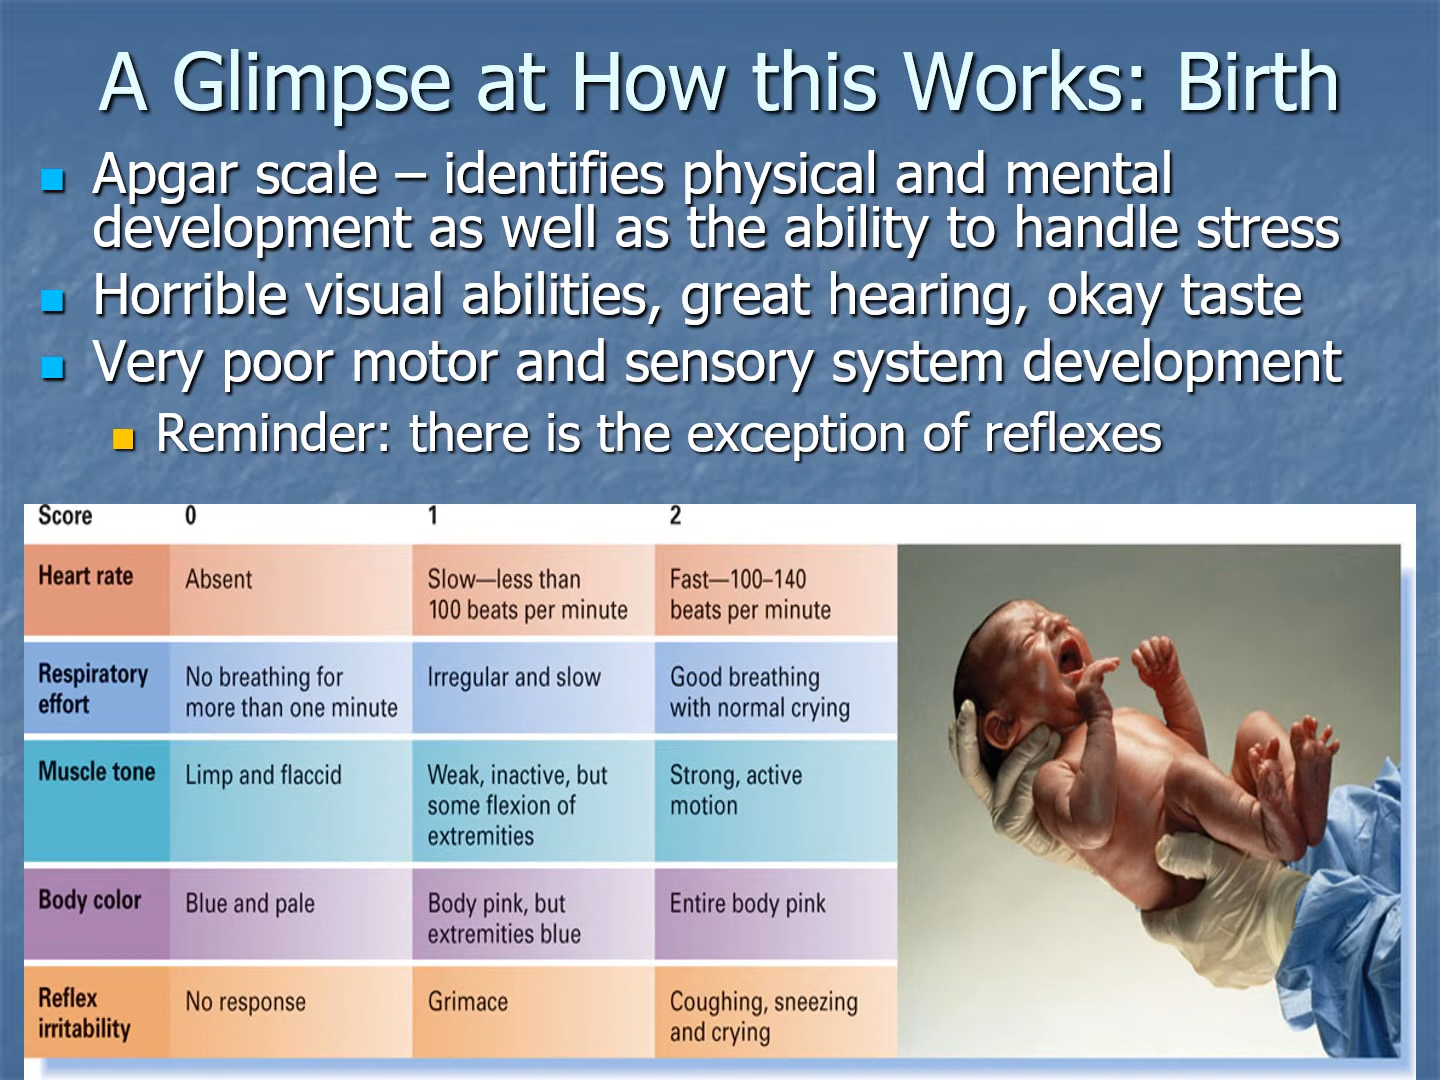 A Glimpse at How this Works: Birth
Apgar scale – identifies physical and mental
development as well as the ability to handle stress
Horrible visual abilities, great hearing, okay taste
Very poor motor and sensory system development
Reminder: there is the exception of reflexes
Score 0 1 2
Heart rate Absent Slow—less than 100 beats per minute Fast—100–140 beats per minute
Respiratory effort No breathing for more than one minute Irregular and slow Good breathing with normal crying
Muscle tone Limp and flaccid Weak, inactive, but some flexion of extremities Strong, active motion
Body color Blue and pale Body pink, but extremities blue Entire body pink
Reflex irritability No response Grimace Coughing, sneezing and crying